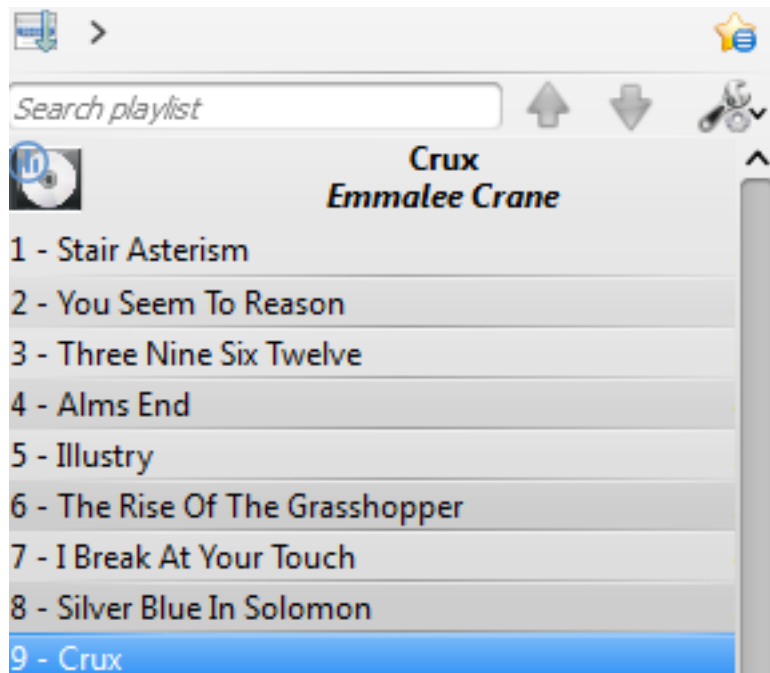 Search playlist
Crux
Emmalee Crane
1 - Stair Asterism
2 - You Seem To Reason
3 - Three Nine Six Twelve
4 - Alms End
5 - Illustry
6 - The Rise Of The Grasshopper
7 - I Break At Your Touch
8 - Silver Blue In Solomon
9 - Crux